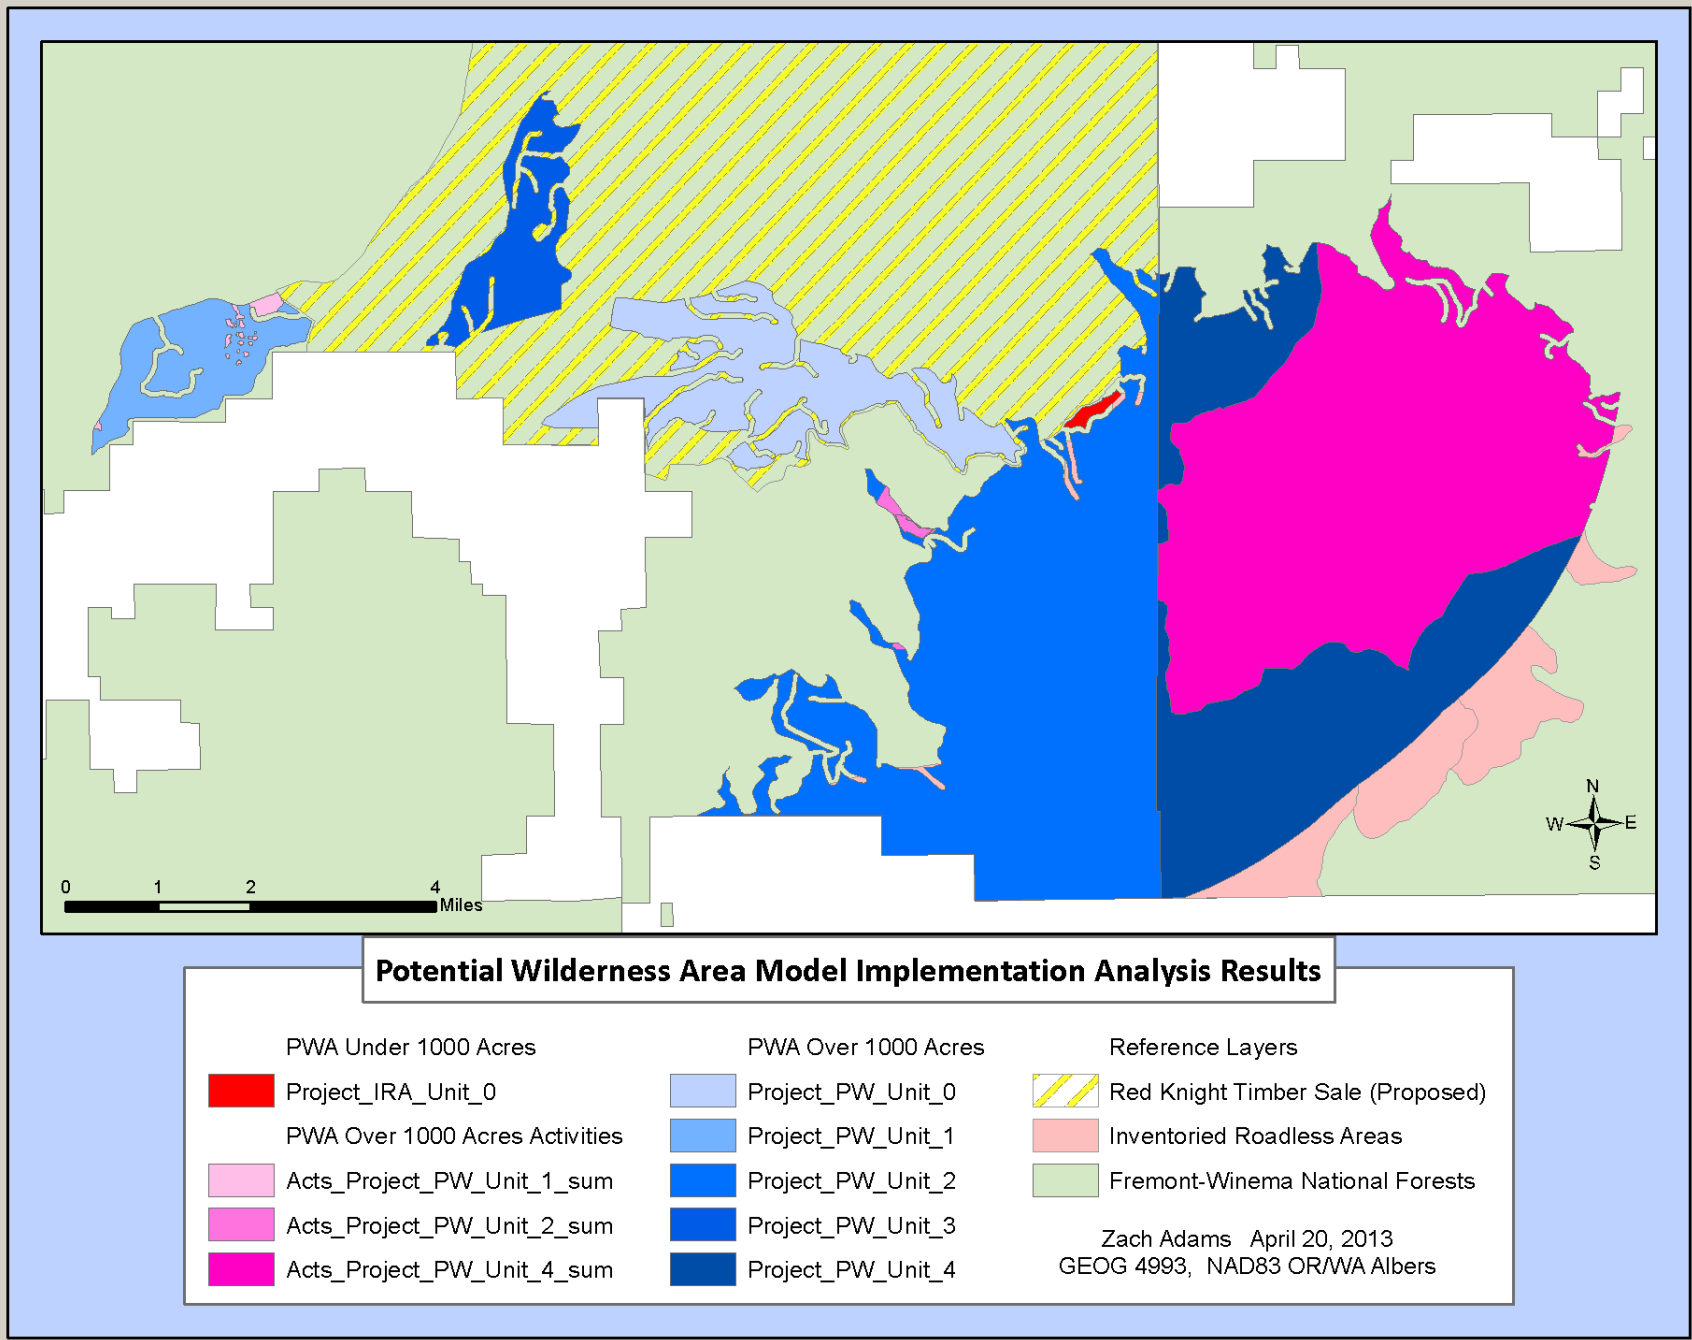 N
W E
S
0 1 2 4
Miles
Potential Wilderness Area Model Implementation Analysis Results
PWA Under 1000 Acres
Project_IRA_Unit_0
PWA Over 1000 Acres Activities
Acts_Project_PW_Unit_1_sum
Acts_Project_PW_Unit_2_sum
Acts_Project_PW_Unit_4_sum
PWA Over 1000 Acres
Project_PW_Unit_0
Project_PW_Unit_1
Project_PW_Unit_2
Project_PW_Unit_3
Project_PW_Unit_4
Reference Layers
Red Knight Timber Sale (Proposed)
Inventoried Roadless Areas
Fremont-Winema National Forests
Zach Adams April 20, 2013
GEOG 4993, NAD83 OR/WA Albers